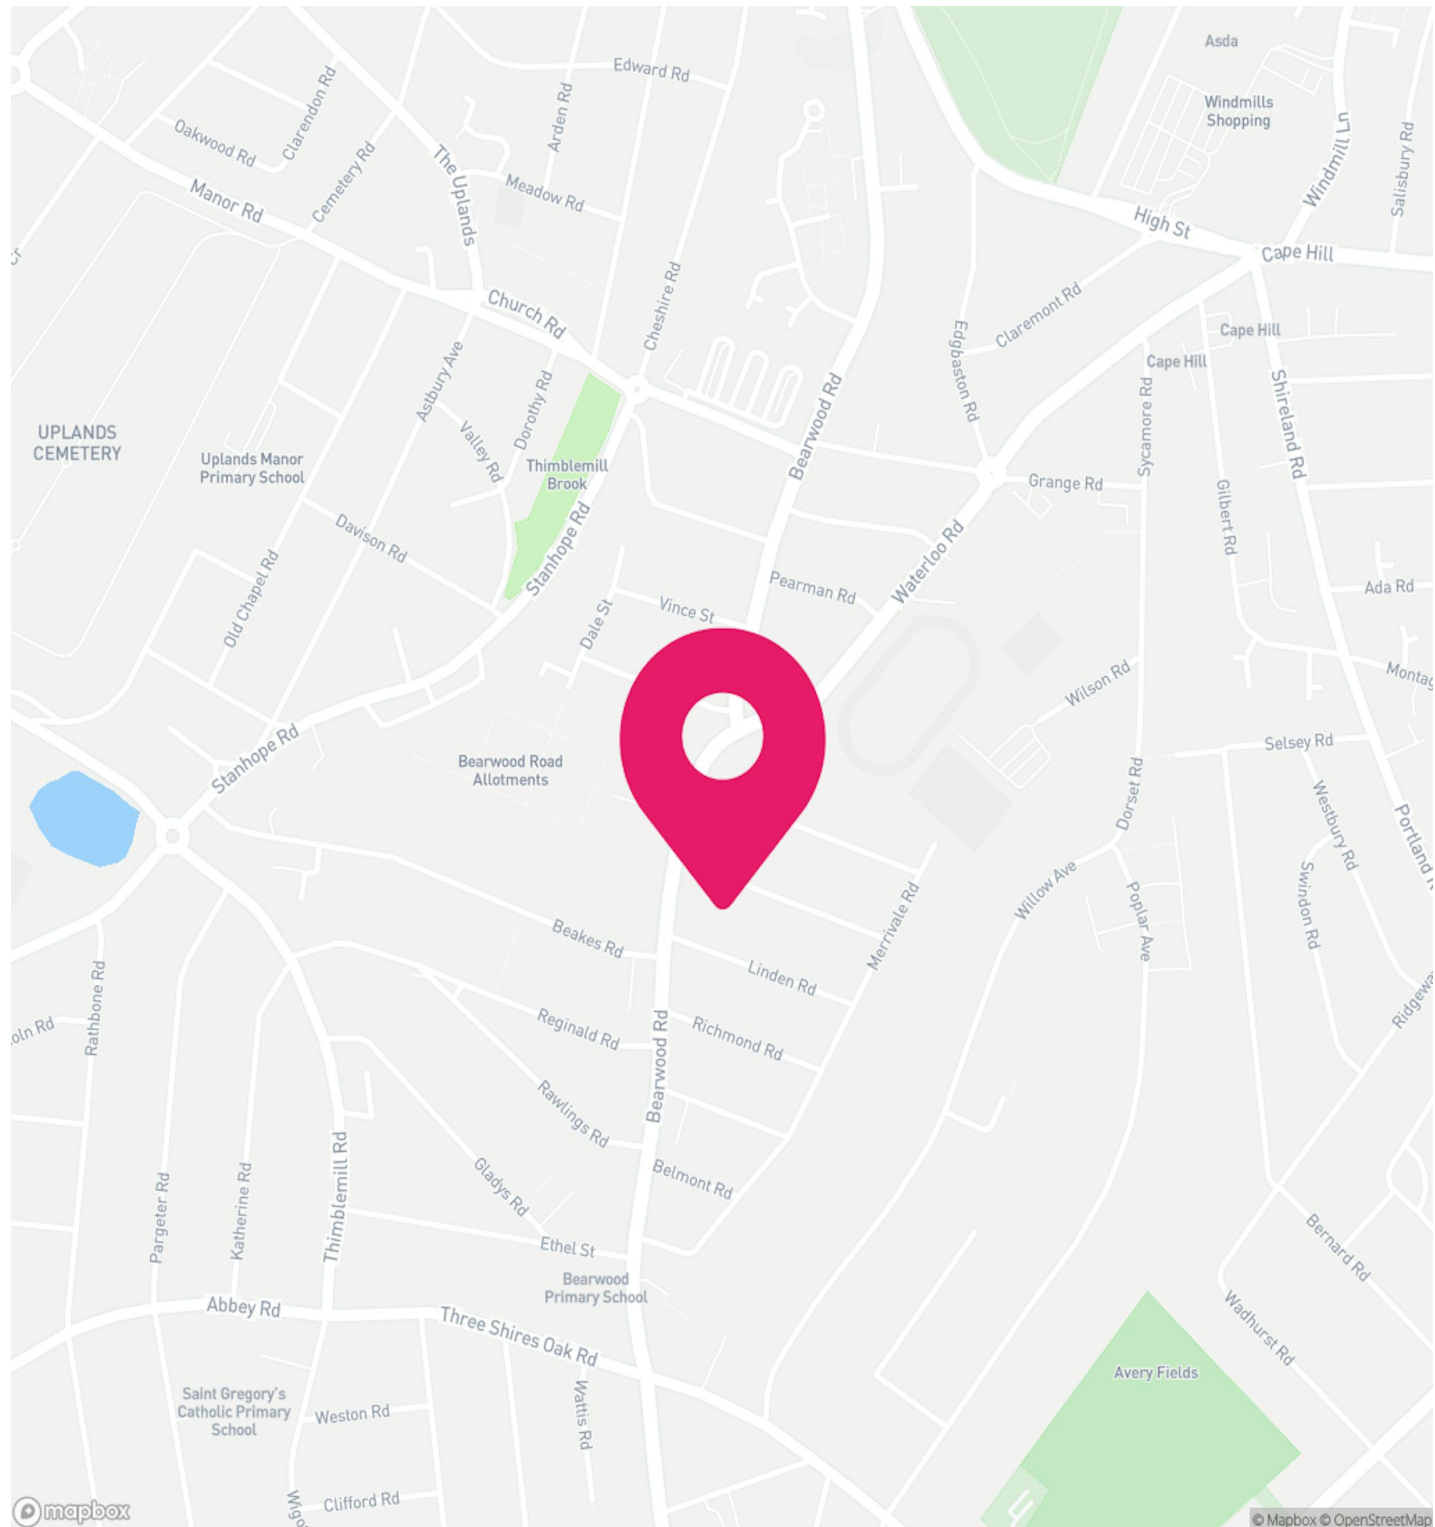 Asda
Edward Rd
Windmills
Shopping
Arden Rd
Clarendon Rd
Oakwood Rd
Cemetery Rd
The Uplands
Meadow Rd
Manor Rd
Windmill Ln
Salisbury Rd
High St
Cape Hill
Church Rd
Cheshire Rd
Claremont Rd
Edgbaston Rd
Cape Hill
Cape Hill
Astbury Ave
Dorothy Rd
Valley Rd
Bearwood Rd
Sycamore Rd
Shireland Rd
UPLANDS
CEMETERY
Uplands Manor
Primary School
Thimblemill
Brook
Grange Rd
Gilbert Rd
Davison Rd
Stanhope Rd
Waterloo Rd
Old Chapel Rd
Pearman Rd
Ada Rd
Vince St
Dale St
Wilson Rd
Montag
Stanhope Rd
Selsey Rd
Bearwood Road
Allotments
Dorset Rd
Westbury Rd
Portland R
Willow Ave
Poplar Ave
Swindon Rd
Merrivale Rd
Beakes Rd
Linden Rd
Rathbone Rd
oln Rd
Reginald Rd
Richmond Rd
Ridgeway
Bearwood Rd
Rawlings Rd
Belmont Rd
Gladys Rd
Pargeter Rd
Katherine Rd
Thimblemill Rd
Ethel St
Bernard Rd
Bearwood
Primary School
Abbey Rd
Three Shires Oak Rd
Wadhurst Rd
Avery Fields
Saint Gregory's
Catholic Primary
School
Weston Rd
Wattis Rd
Clifford Rd
Wigo
mapbox
© Mapbox © OpenStreetMap